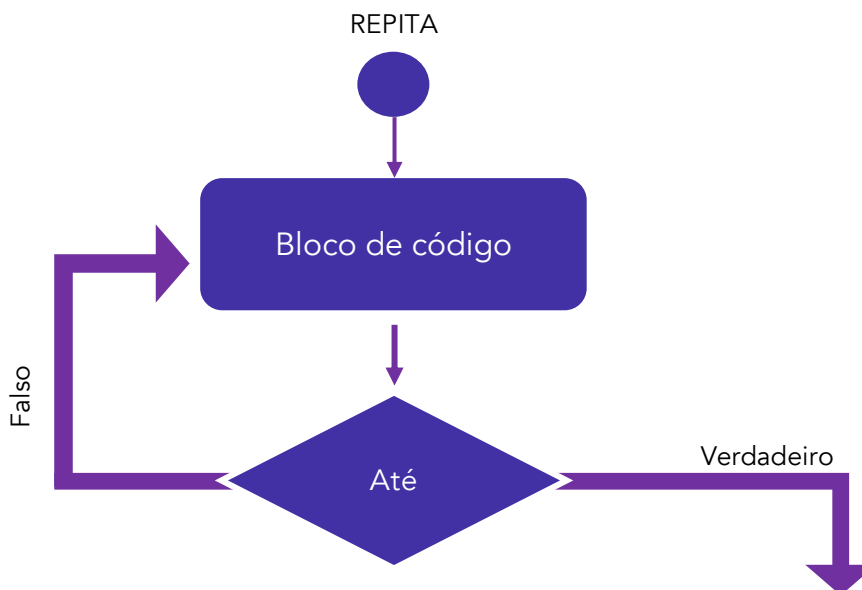 REPITA
Bloco de código
Falso
Até
Verdadeiro